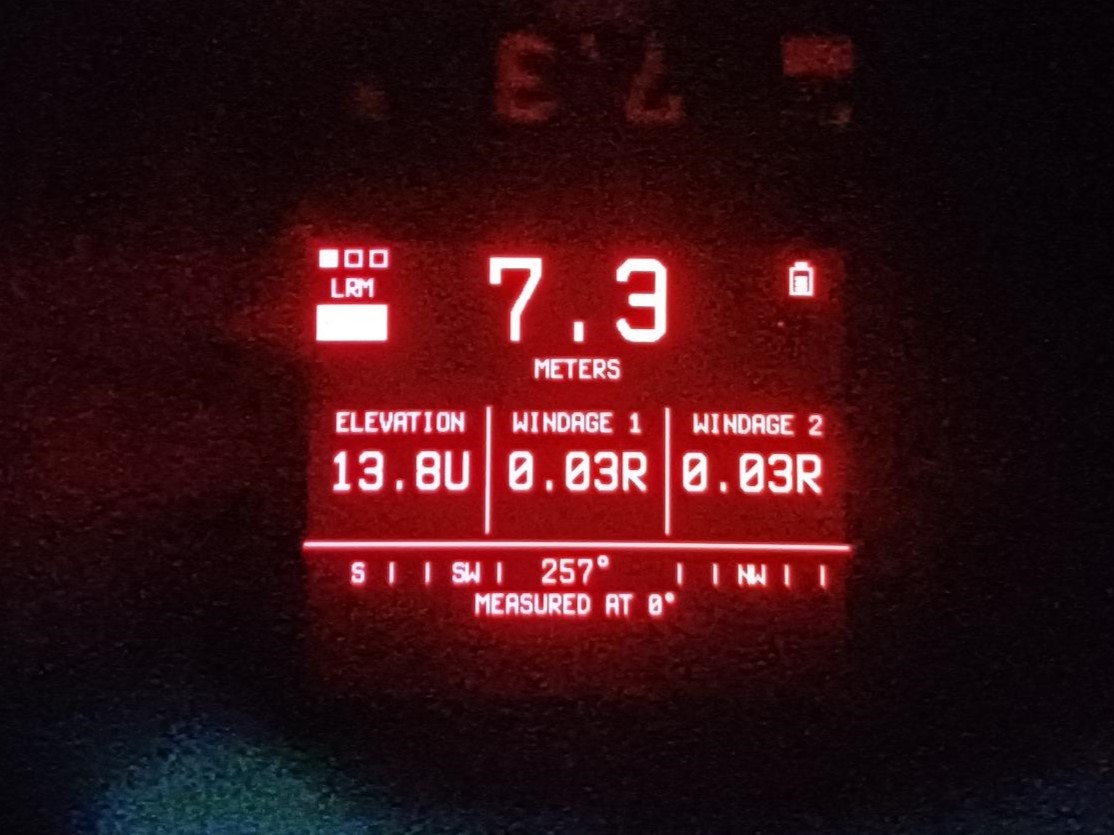 LRM
7.3
METERS
ELEVATION WINDAGE 1 WINDAGE 2
13.8U 0.03R 0.03R
S SW 257° NW
MEASURED AT 0°